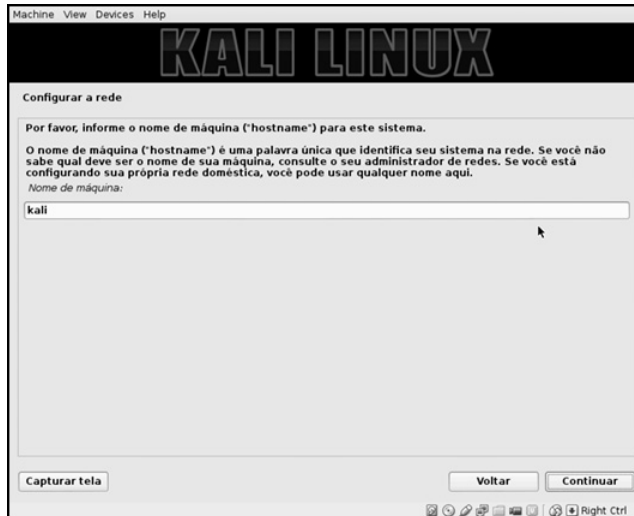 Machine View Devices Help
KALI LINUX
Configurar a rede
Por favor, informe o nome de máquina ("hostname") para este sistema.
O nome de máquina ("hostname") é uma palavra única que identifica seu sistema na rede. Se você não
sabe qual deve ser o nome de sua máquina, consulte o seu administrador de redes. Se você está
configurando sua própria rede doméstica, você pode usar qualquer nome aqui.
Nome de máquina:
kali
Capturar tela
Voltar
Continuar
Right Ctrl